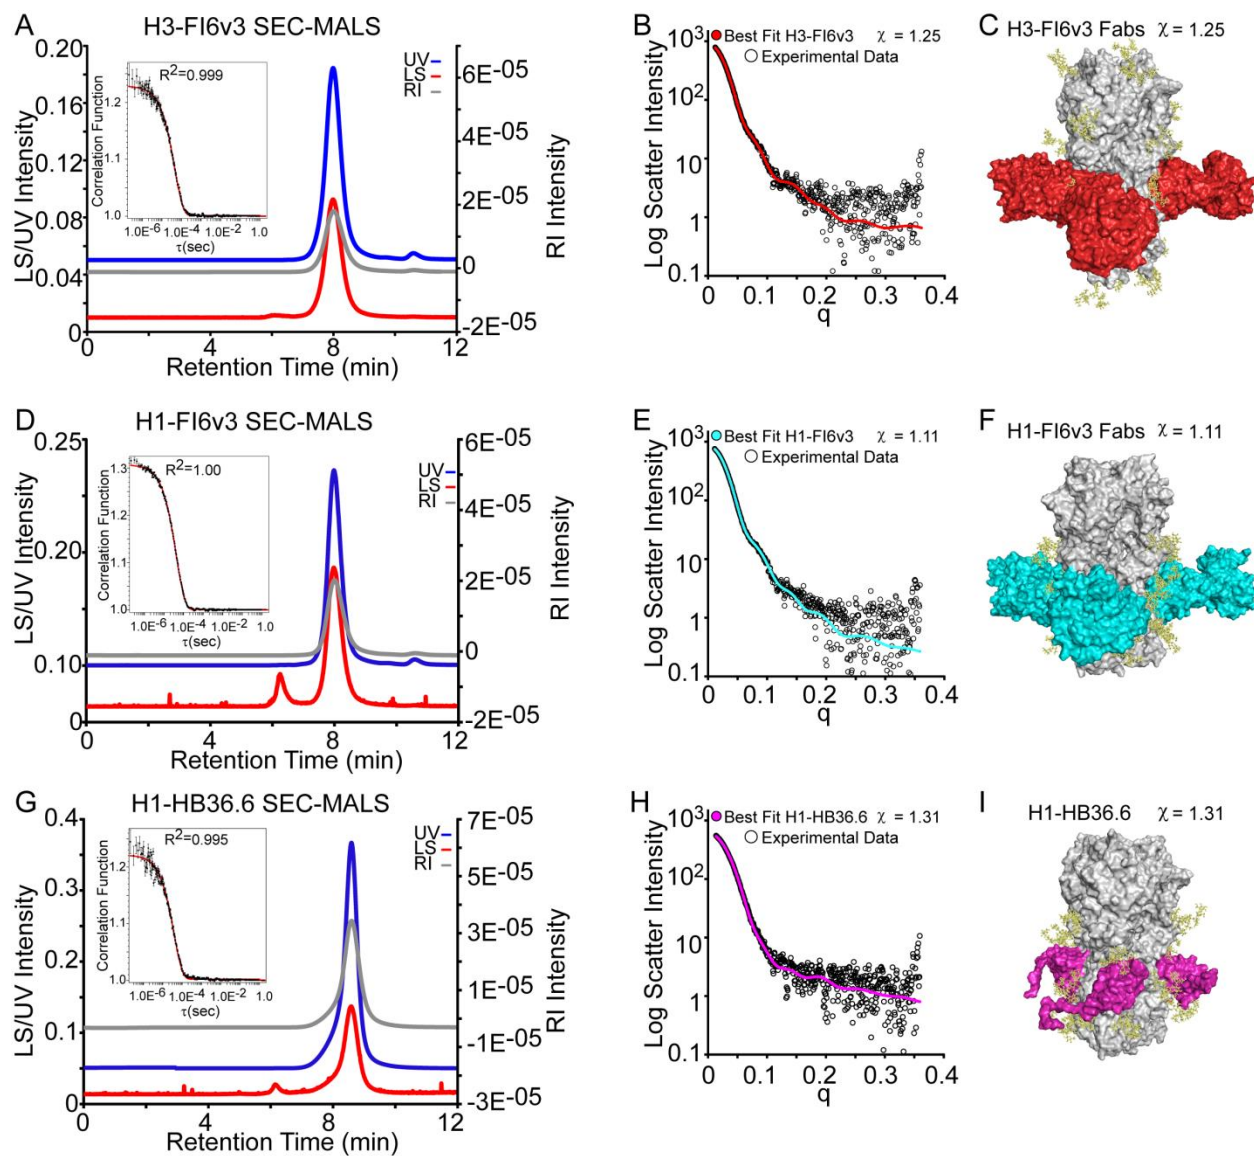 A H3-FI6v3 SEC-MALS
0.20
0.16
0.12
0.08
0.04
0
LS/UV Intensity
6E-05
4E-05
2E-05
0
-2E-05
RI Intensity
UV
LS
RI
R2=0.999
Correlation Function
1.2
1.1
1.0
1.0E-6 1.0E-4 1.0E-2 1.0
τ(sec)
0 4 8 12
Retention Time (min)
B Best Fit H3-FI6v3 χ = 1.25
Experimental Data
Log Scatter Intensity
103
102
10
1
0.1
0 0.1 0.2 0.3 0.4
q
C H3-FI6v3 Fabs χ = 1.25
D H1-FI6v3 SEC-MALS
0.25
0.20
0.10
0
LS/UV Intensity
6E-05
4E-05
2E-05
0
-2E-05
RI Intensity
UV
LS
RI
R2=1.00
Correlation Function
1.3
1.2
1.1
1.0
1.0E-6 1.0E-4 1.0E-2 1.0
τ(sec)
0 4 8 12
Retention Time (min)
E Best Fit H1-FI6v3 χ = 1.11
Experimental Data
Log Scatter Intensity
103
102
10
1
0.1
0 0.1 0.2 0.3 0.4
q
F H1-FI6v3 Fabs χ = 1.11
G H1-HB36.6 SEC-MALS
0.4
0.3
0.2
0.1
0
LS/UV Intensity
7E-05
5E-05
3E-05
1E-05
-1E-05
-3E-05
RI Intensity
UV
LS
RI
R2=0.995
Correlation Function
1.2
1.1
1.0
1.0E-6 1.0E-4 1.0E-2 1.0
τ(sec)
0 4 8 12
Retention Time (min)
H Best Fit H1-HB36.6 χ = 1.31
Experimental Data
Log Scatter Intensity
103
102
10
1
0.1
0 0.1 0.2 0.3 0.4
q
I H1-HB36.6 χ = 1.31